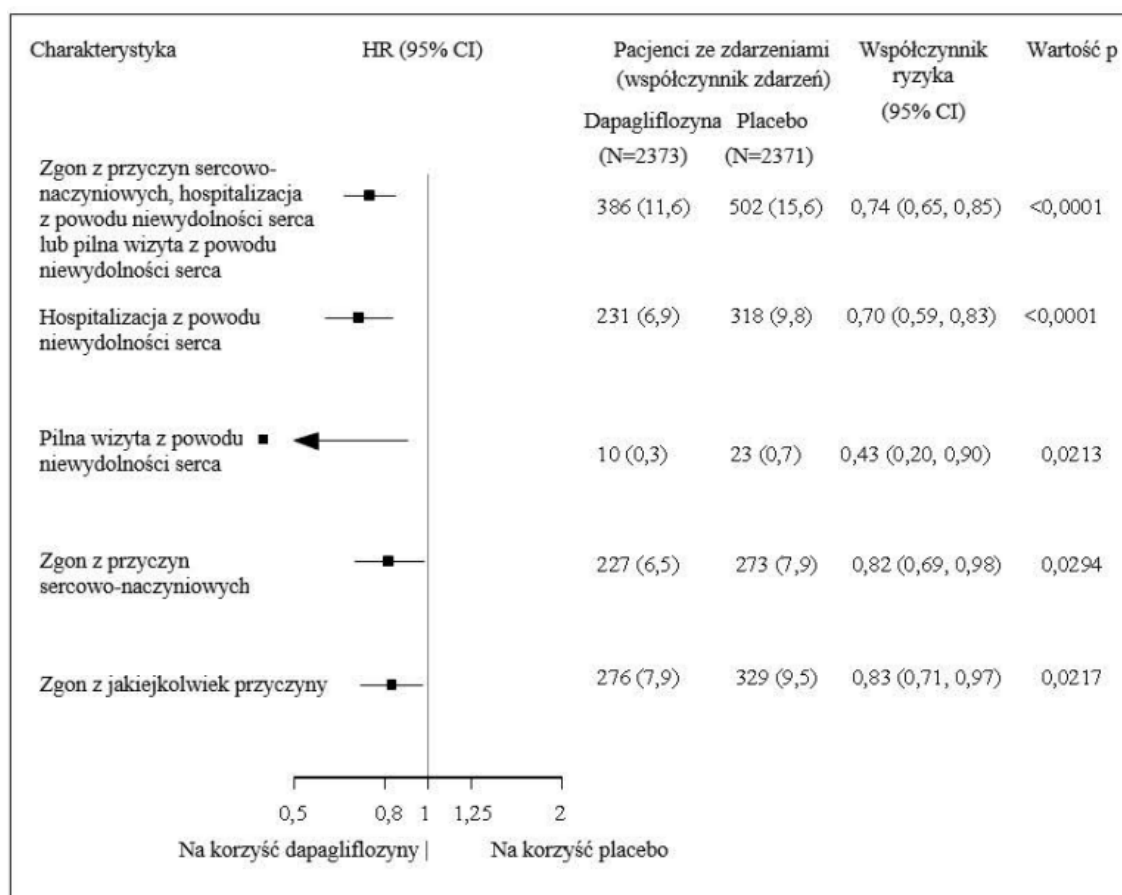 Charakterystyka
HR (95% CI)
Pacjenci ze zdarzeniami
(współczynnik zdarzeń)
Współczynnik
ryzyka
(95% CI)
Wartość p
Dapagliflozyna
(N=2373)
Placebo
(N=2371)
Zgon z przyczyn sercowo-
naczyniowych, hospitalizacja
z powodu niewydolności serca
lub pilna wizyta z powodu
niewydolności serca
386 (11,6) 502 (15,6) 0,74 (0,65, 0,85) <0,0001
Hospitalizacja z powodu
niewydolności serca
231 (6,9) 318 (9,8) 0,70 (0,59, 0,83) <0,0001
Pilna wizyta z powodu
niewydolności serca
10 (0,3) 23 (0,7) 0,43 (0,20, 0,90) 0,0213
Zgon z przyczyn
sercowo-naczyniowych
227 (6,5) 273 (7,9) 0,82 (0,69, 0,98) 0,0294
Zgon z jakiejkolwiek przyczyny
276 (7,9) 329 (9,5) 0,83 (0,71, 0,97) 0,0217
0,5 0,8 1 1,25 2
Na korzyść dapagliflozyny | Na korzyść placebo